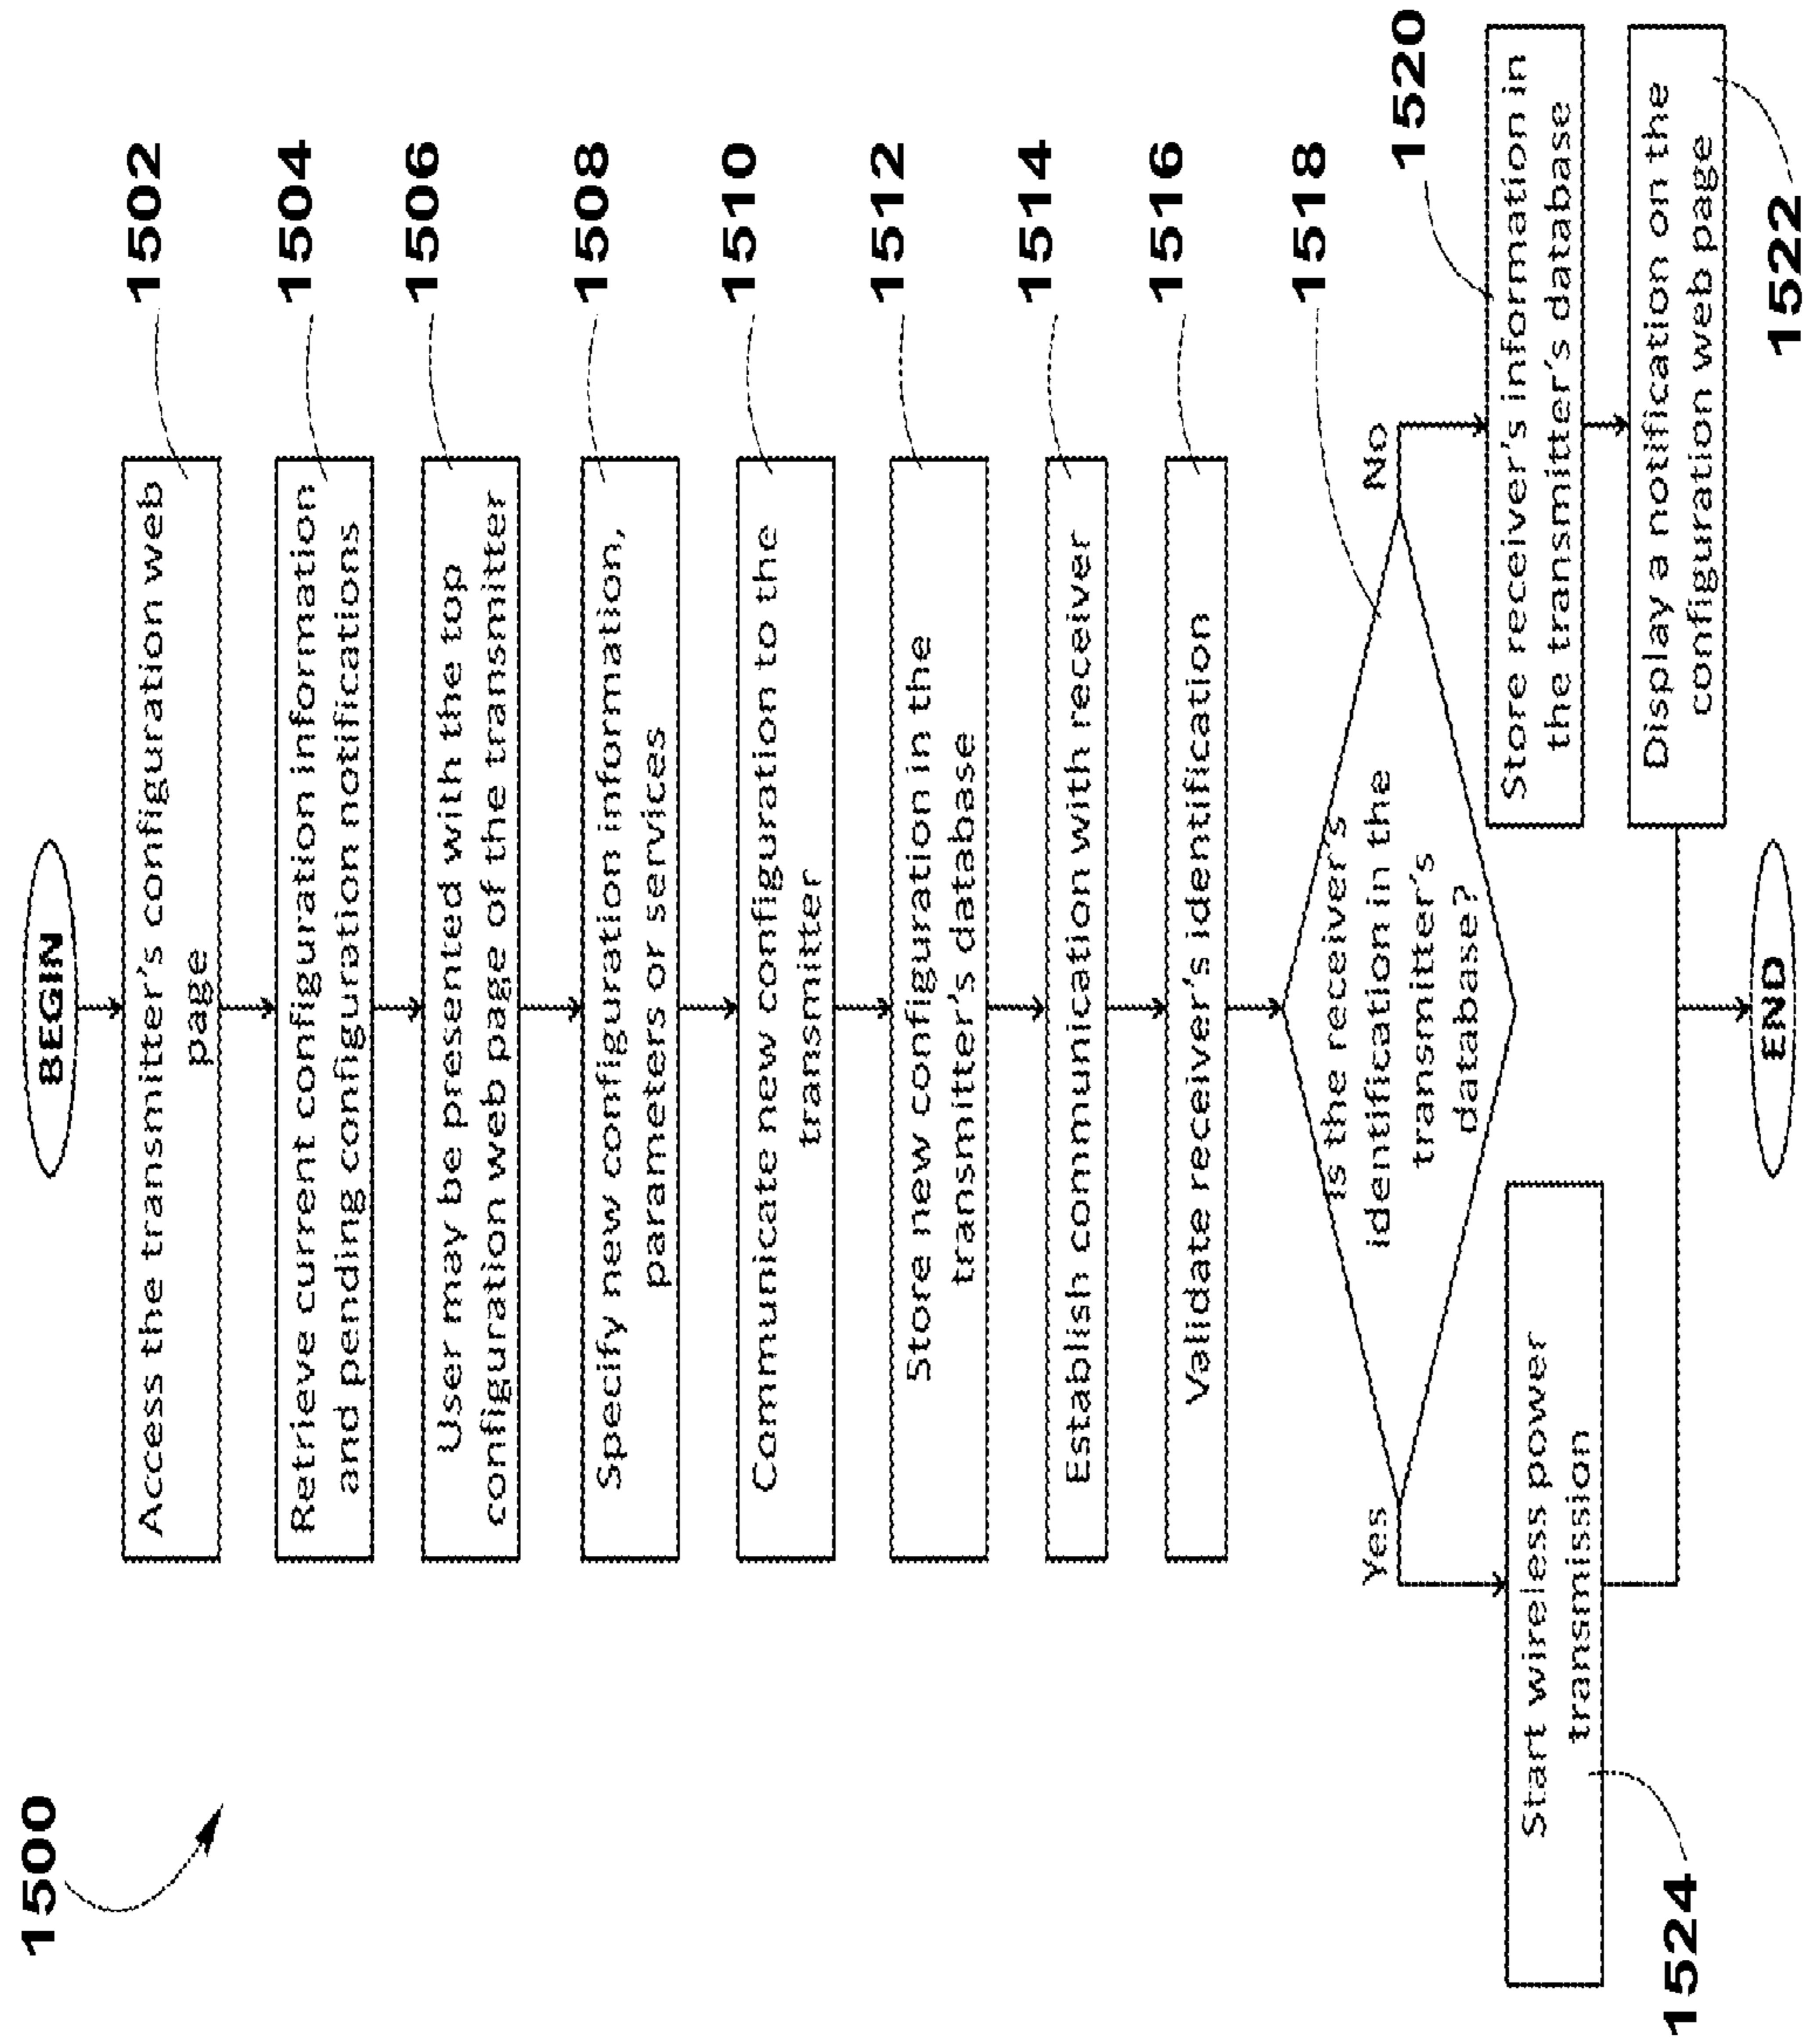 1500
BEGIN
Access the transmitter's configuration web
page
1502
Retrieve current configuration information
and pending configuration notifications
1504
User may be presented with the top
configuration web page of the transmitter
1506
Specify new configuration information,
parameters or services
1508
Communicate new configuration to the
transmitter
1510
Store new configuration in the
transmitter's database
1512
Establish communication with receiver
1514
Validate receiver's identification
1516
is the receiver's
identification in the
transmitter's
database?
1518
Yes
No
Start wireless power
transmission
1524
Store receiver's information in
the transmitter's database
1520
Display a notification on the
configuration web page
1522
END